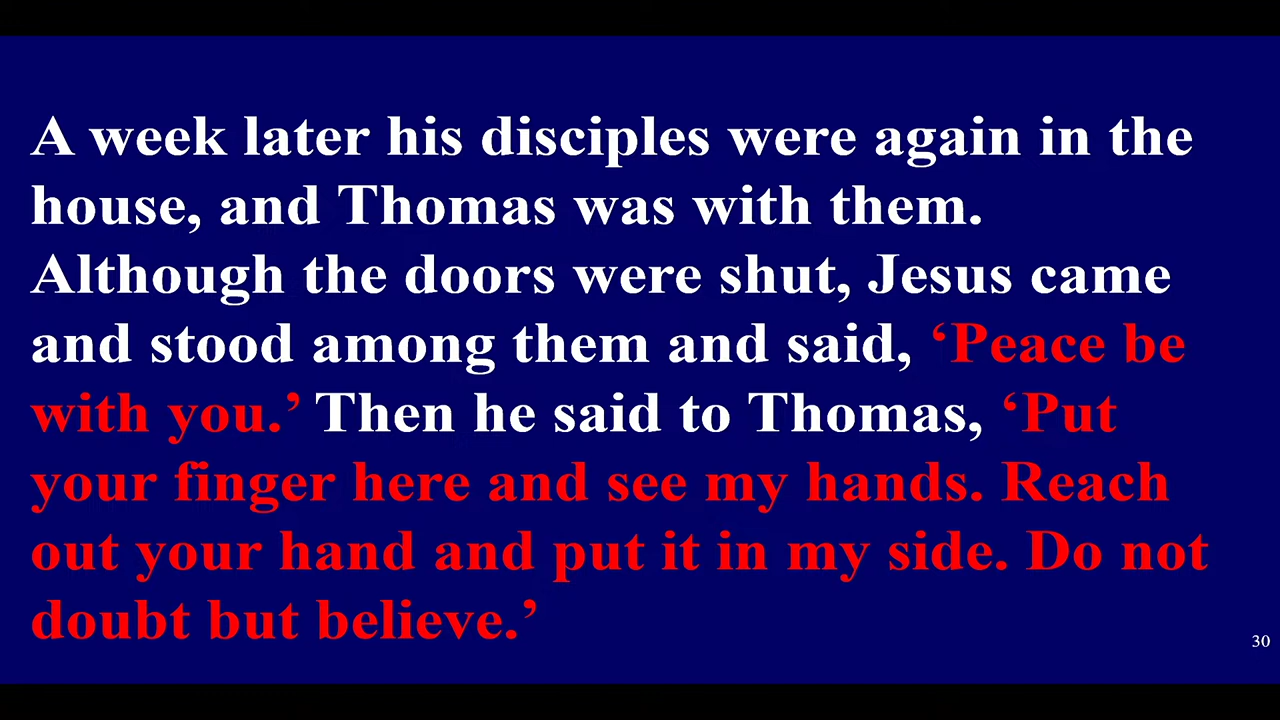 A week later his disciples were again in the
house, and Thomas was with them.
Although the doors were shut, Jesus came
and stood among them and said, ‘Peace be
with you.’ Then he said to Thomas, ‘Put
your finger here and see my hands. Reach
out your hand and put it in my side. Do not
doubt but believe.’
30